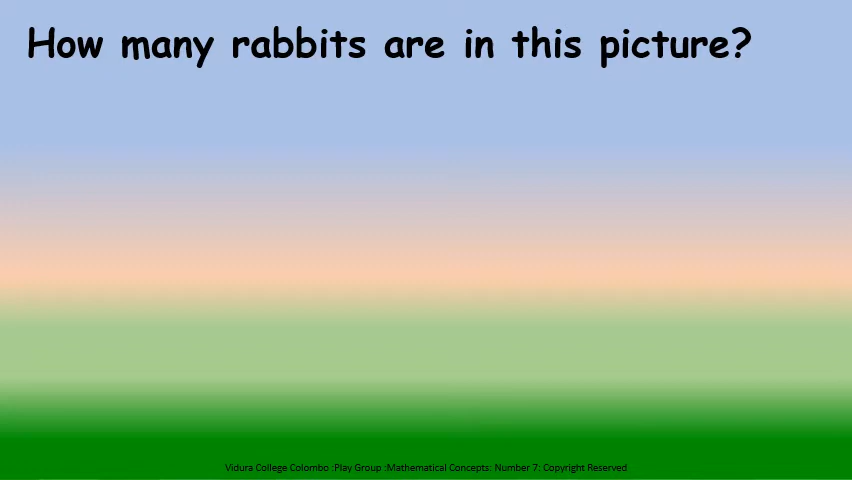 How many rabbits are in this picture?
Vidura College Colombo :Play Group :Mathematical Concepts: Number 7: Copyright Reserved